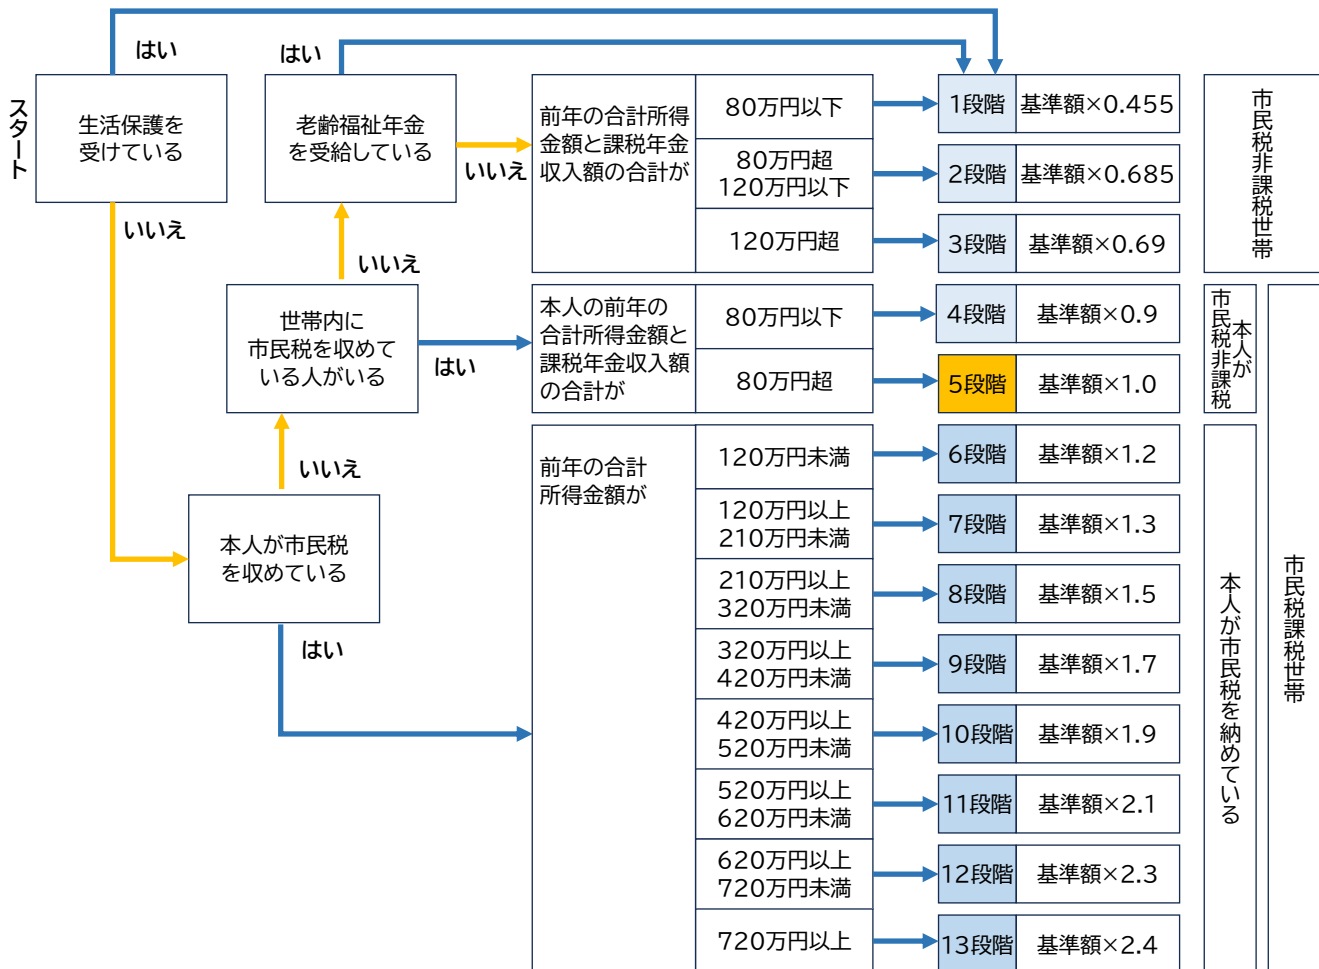 スタート
生活保護を
受けている
はい
いいえ
本人が市民税
を収めている
いいえ
はい
世帯内に
市民税を収めて
いる人がいる
いいえ
はい
老齢福祉年金
を受給している
はい
いいえ
前年の合計所得
金額と課税年金
収入額の合計が
80万円以下
1段階 基準額×0.455
80万円超
120万円以下
2段階 基準額×0.685
120万円超
3段階 基準額×0.69
市民税非課税世帯
本人の前年の
合計所得金額と
課税年金収入額
の合計が
80万円以下
4段階 基準額×0.9
80万円超
5段階 基準額×1.0
本人が
市民税非課税
前年の合計
所得金額が
120万円未満
6段階 基準額×1.2
120万円以上
210万円未満
7段階 基準額×1.3
210万円以上
320万円未満
8段階 基準額×1.5
320万円以上
420万円未満
9段階 基準額×1.7
420万円以上
520万円未満
10段階 基準額×1.9
520万円以上
620万円未満
11段階 基準額×2.1
620万円以上
720万円未満
12段階 基準額×2.3
720万円以上
13段階 基準額×2.4
本人が市民税を納めている
市民税課税世帯